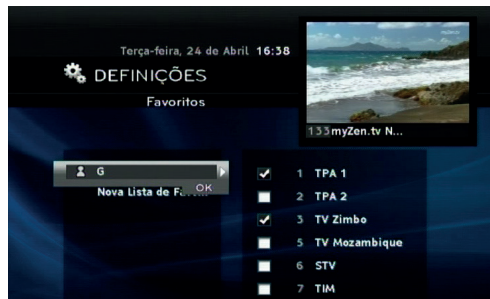 Terça-feira, 24 de Abril 16:38
DEFINIÇÕES
Favoritos
133 myZen.tv N...
G
Nova Lista de F
OK
1 TPA 1
2 TPA 2
3 TV Zimbo
5 TV Mozambique
6 STV
7 TIM